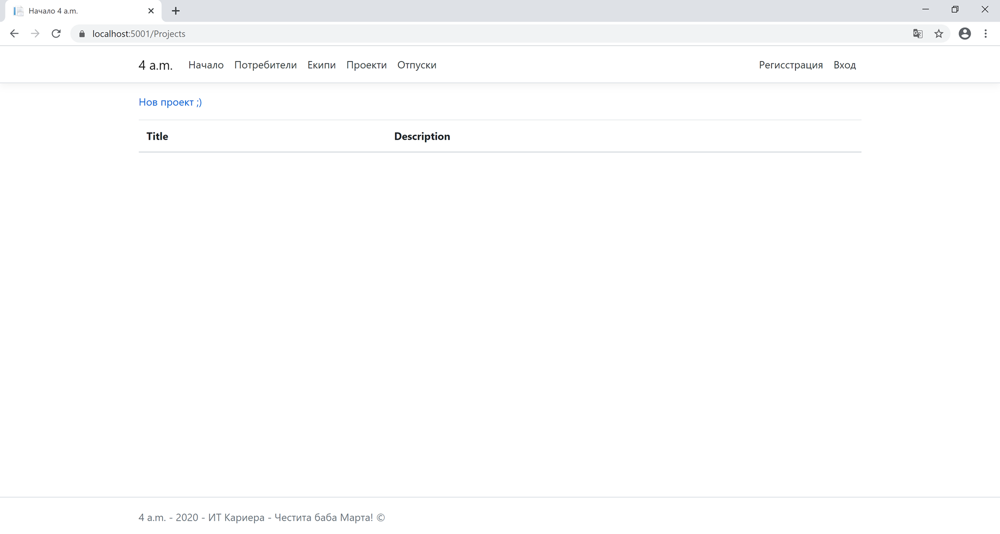 Начало 4 a.m.
localhost:5001/Projects
4 a.m. Начало Потребители Екипи Проекти Отпуски Регисстрация Вход
Нов проект ;)
Title Description
4 a.m. - 2020 - ИТ Кариера - Честита баба Марта! ©